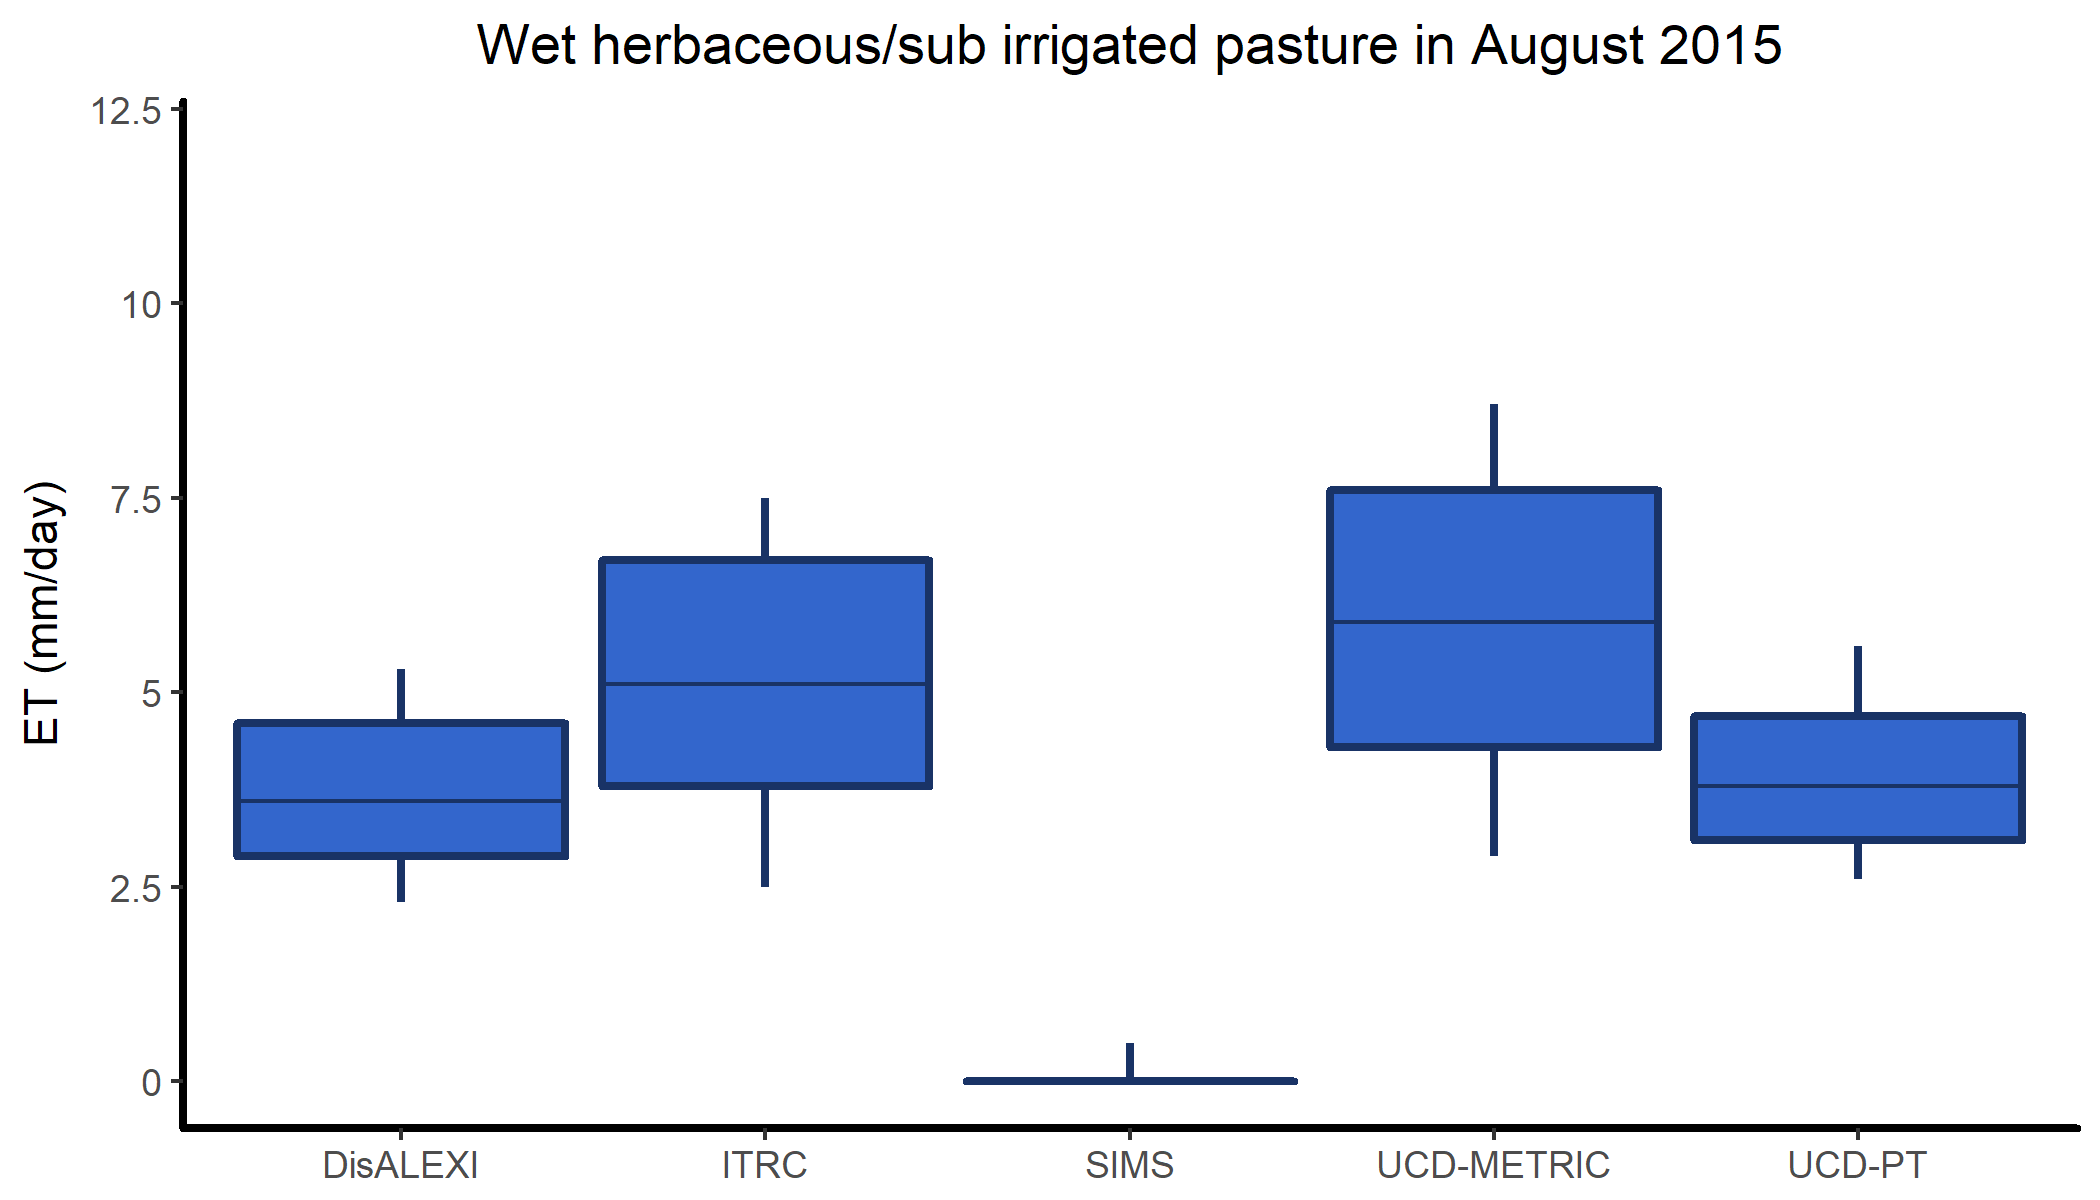 Wet herbaceous/sub irrigated pasture in August 2015
ET (mm/day)
12.5
10
7.5
5
2.5
0
DisALEXI ITRC SIMS UCD-METRIC UCD-PT